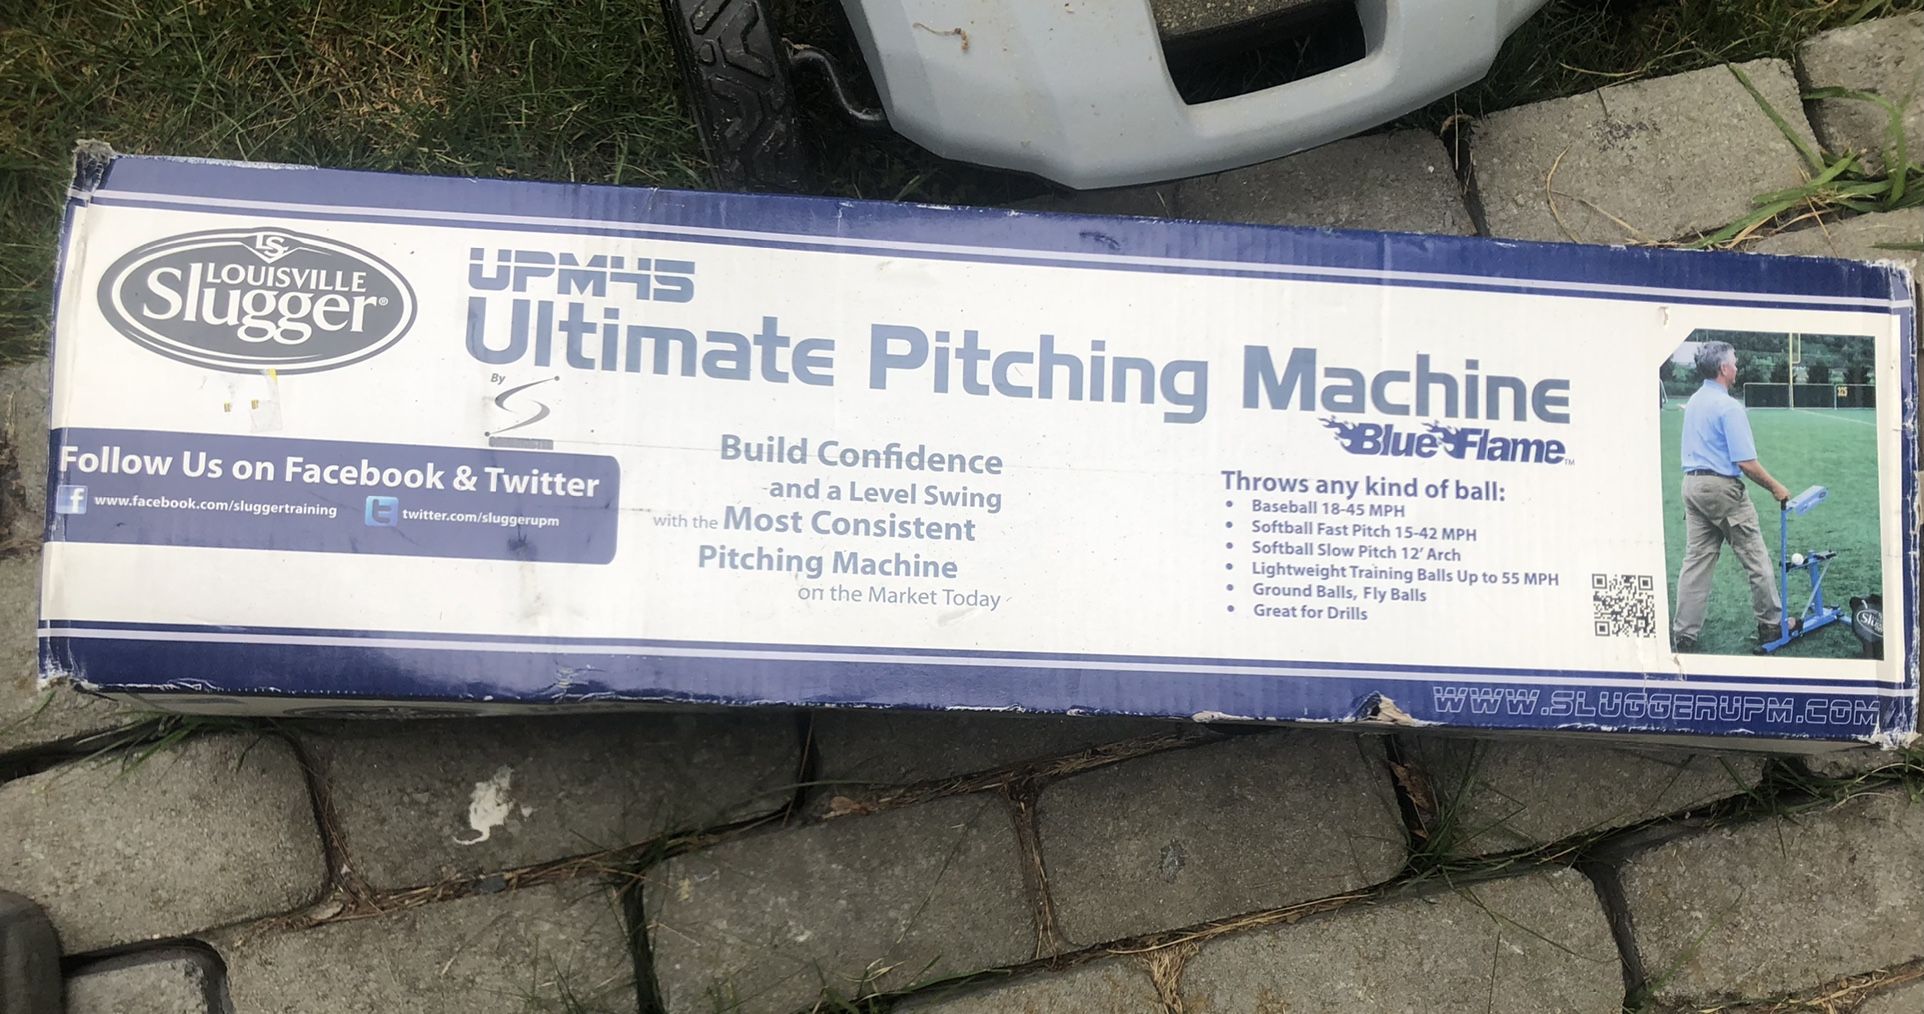 LS
LOUISVILLE
Slugger®
UPM45
Ultimate Pitching Machine
By
S
Blue Flame™
Follow Us on Facebook & Twitter
f www.facebook.com/sluggertraining
t twitter.com/sluggerupm
Build Confidence
and a Level Swing
with the Most Consistent
Pitching Machine
on the Market Today
Throws any kind of ball:
• Baseball 18-45 MPH
• Softball Fast Pitch 15-42 MPH
• Softball Slow Pitch 12' Arch
• Lightweight Training Balls Up to 55 MPH
• Ground Balls, Fly Balls
• Great for Drills
325
WWW.SLUGGERUPM.COM